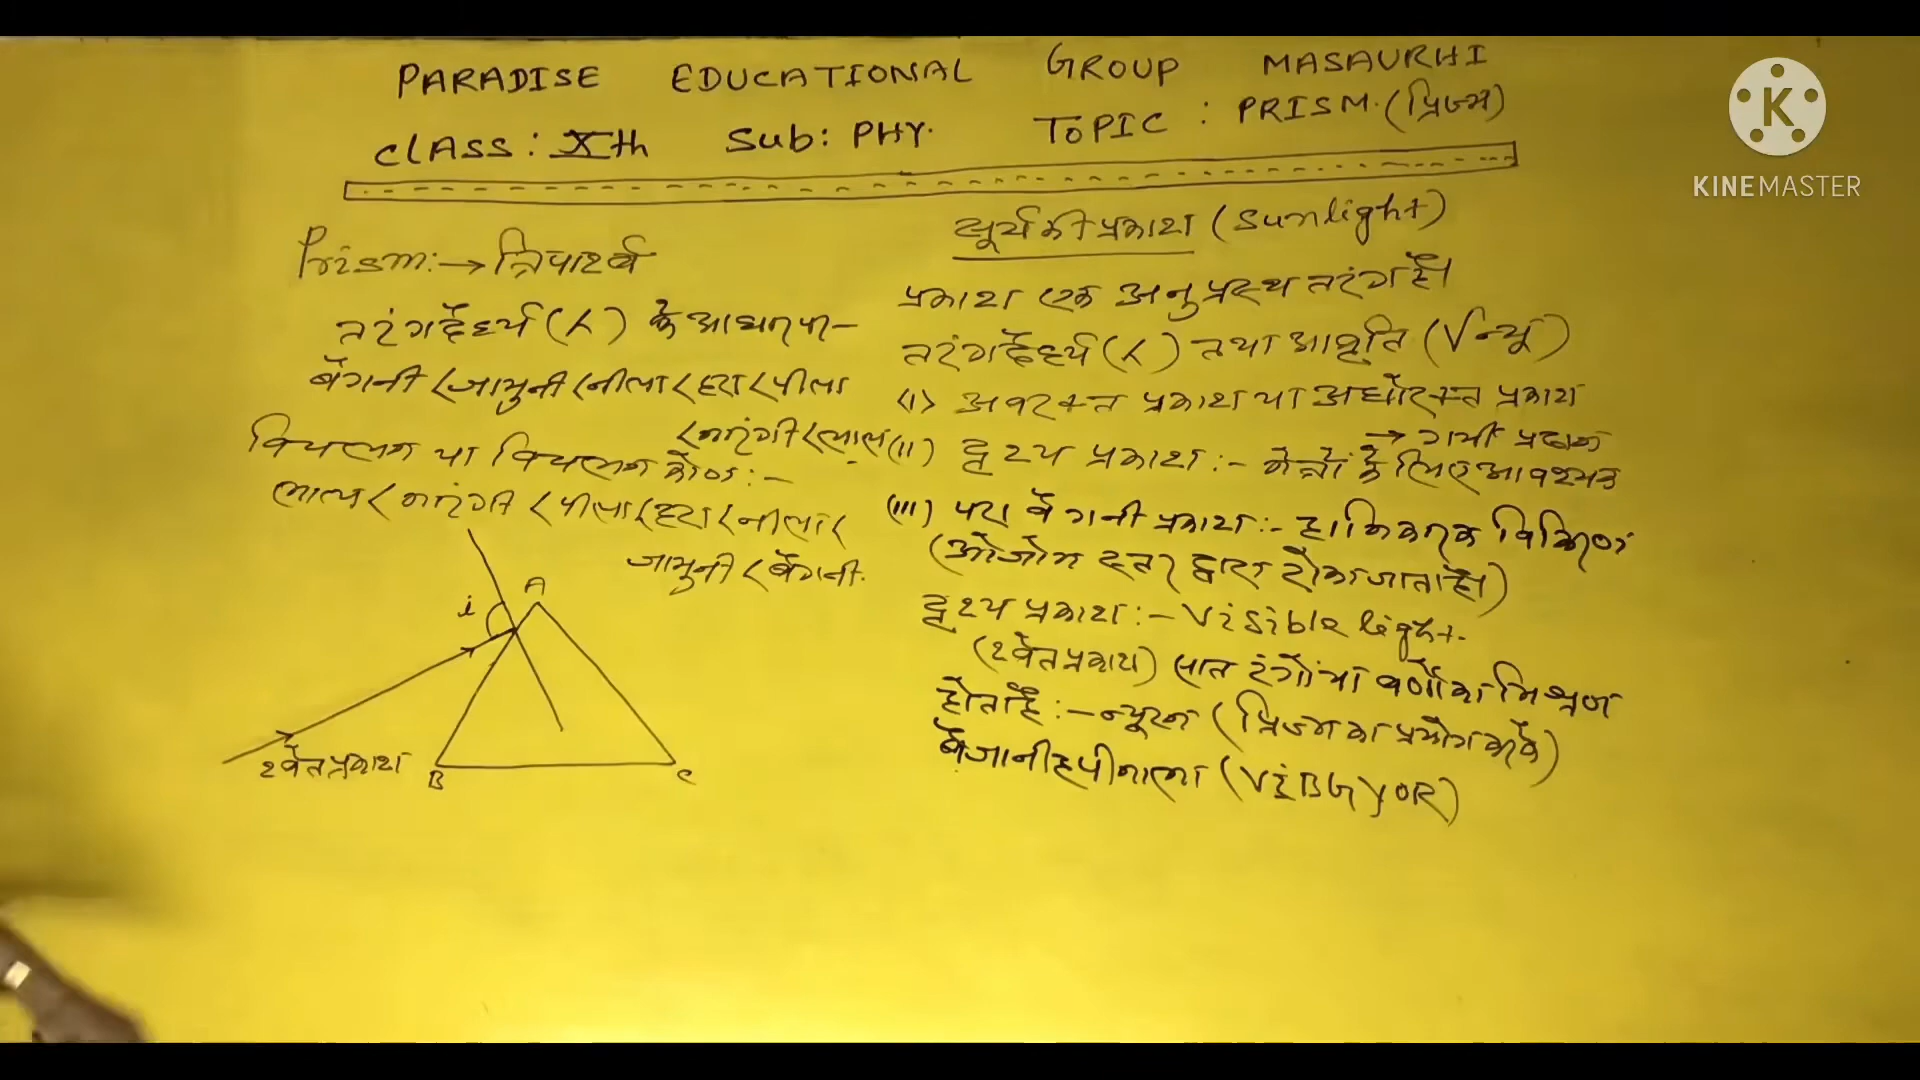 PARADISE EDUCATIONAL GROUP MASAURHI
CLASS: Xth Sub: PHY. TOPIC : PRISM. (प्रिज्म)
KINEMASTER
Prism:→ त्रिपार्श्व
तरंगदैर्ध्य (λ) के आधार पर–
बैंगनी < जामुनी < नीला < हरा < पीला
< नारंगी < लाल
विचलन या विचलन कोण :–
लाल < नारंगी < पीला < हरा < नीला <
जामुनी < बैंगनी.
i
A
श्वेत प्रकाश
B
C
सूर्य की प्रकाश (Sunlight)
प्रकाश एक अनुप्रस्थ तरंग है।
तरंगदैर्ध्य (λ) तथा आवृति (√ न्यू)
(i) अवरक्त प्रकाश या अधोरक्त प्रकाश
→ गर्मी प्रदान
(ii) दृश्य प्रकाश :– नेत्रों के लिए आवश्यक
(iii) परा बैंगनी प्रकाश :– हानिकारक विकिरण
(ओजोन स्तर द्वारा रोका जाता है।)
दृश्य प्रकाश :– Visible light.
(श्वेत प्रकाश) सात रंगों या वर्णों का मिश्रण
होता है :– न्यूटन (प्रिज्म का प्रयोग करके)
बैजानीहपीनाला (VIBGYOR)